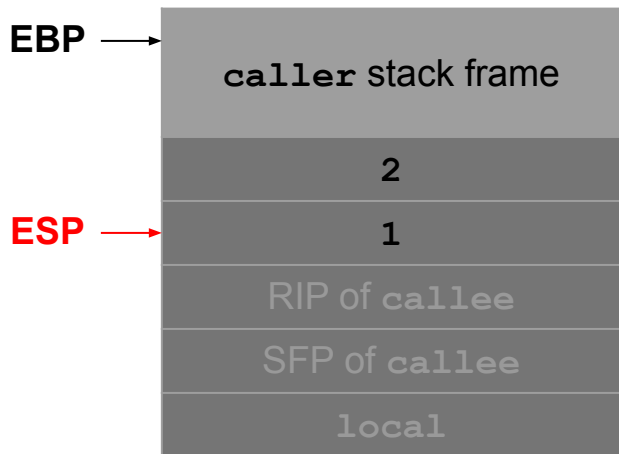 EBP
caller stack frame
2
ESP
1
RIP of callee
SFP of callee
local